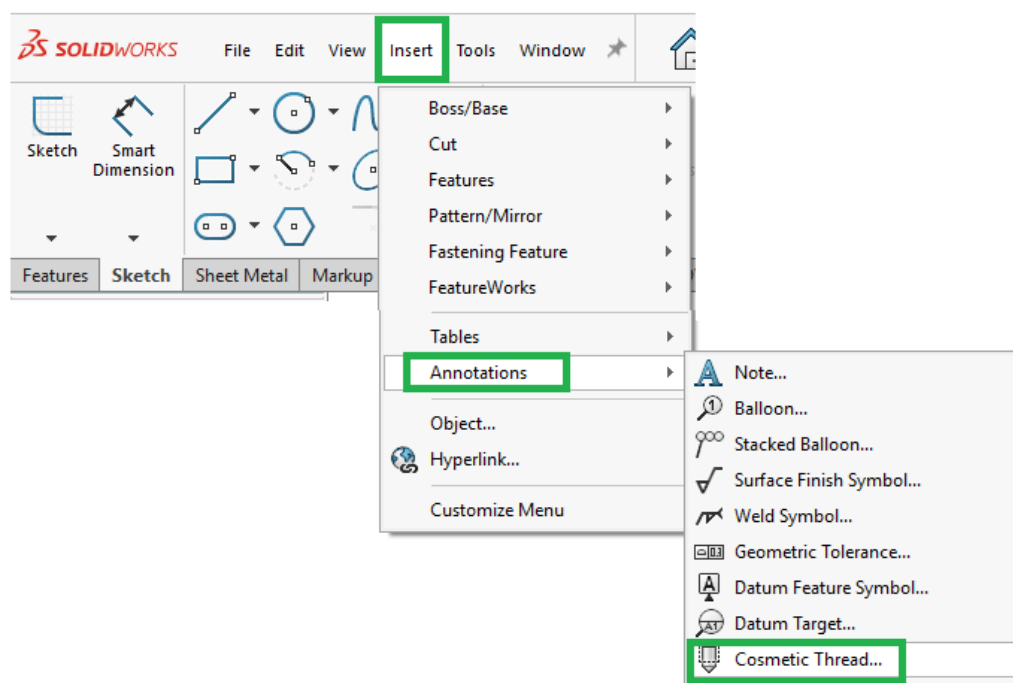 SOLIDWORKS File Edit View Insert Tools Window
Sketch Smart Dimension
Features Sketch Sheet Metal Markup
Boss/Base
Cut
Features
Pattern/Mirror
Fastening Feature
FeatureWorks
Tables
Annotations
Object...
Hyperlink...
Customize Menu
Note...
Balloon...
Stacked Balloon...
Surface Finish Symbol...
Weld Symbol...
Geometric Tolerance...
Datum Feature Symbol...
Datum Target...
Cosmetic Thread...